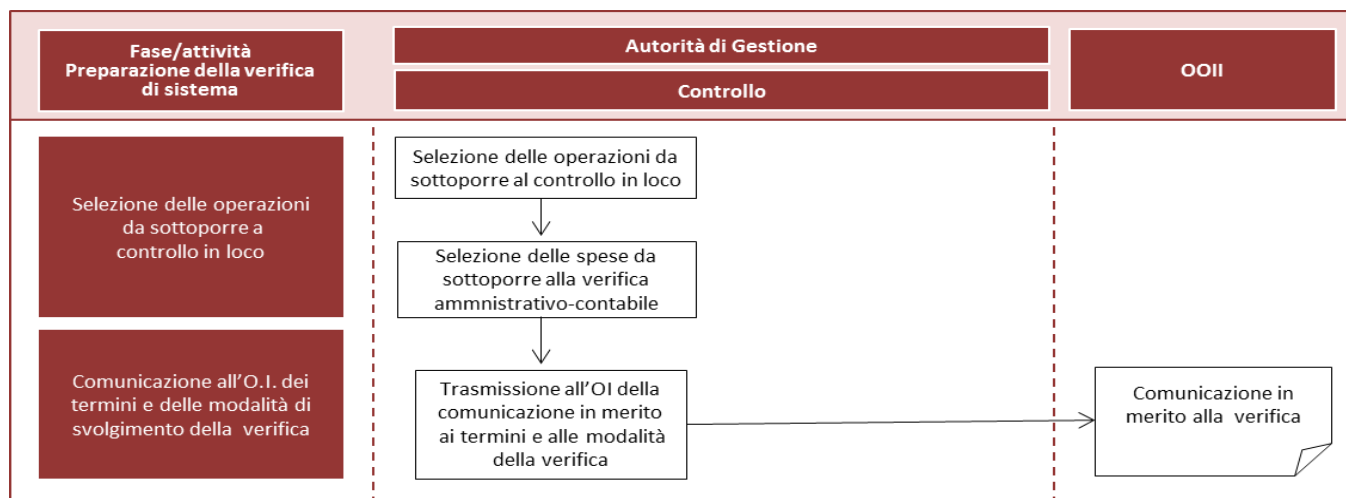 Fase/attività
Preparazione della verifica
di sistema
Autorità di Gestione
Controllo
OOII
Selezione delle operazioni
da sottoporre a
controllo in loco
Selezione delle operazioni da
sottoporre al controllo in loco
Selezione delle spese da
sottoporre alla verifica
ammnistrativo-contabile
Comunicazione all’O.I. dei
termini e delle modalità di
svolgimento della verifica
Trasmissione all’OI della
comunicazione in merito
ai termini e alle modalità
della verifica
Comunicazione in
merito alla verifica